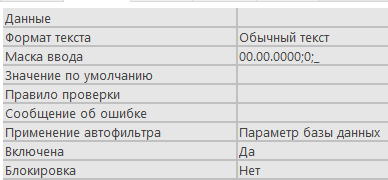 Данные
Формат текста Обычный текст
Маска ввода 00.00.0000;0;_
Значение по умолчанию
Правило проверки
Сообщение об ошибке
Применение автофильтра Параметр базы данных
Включена Да
Блокировка Нет